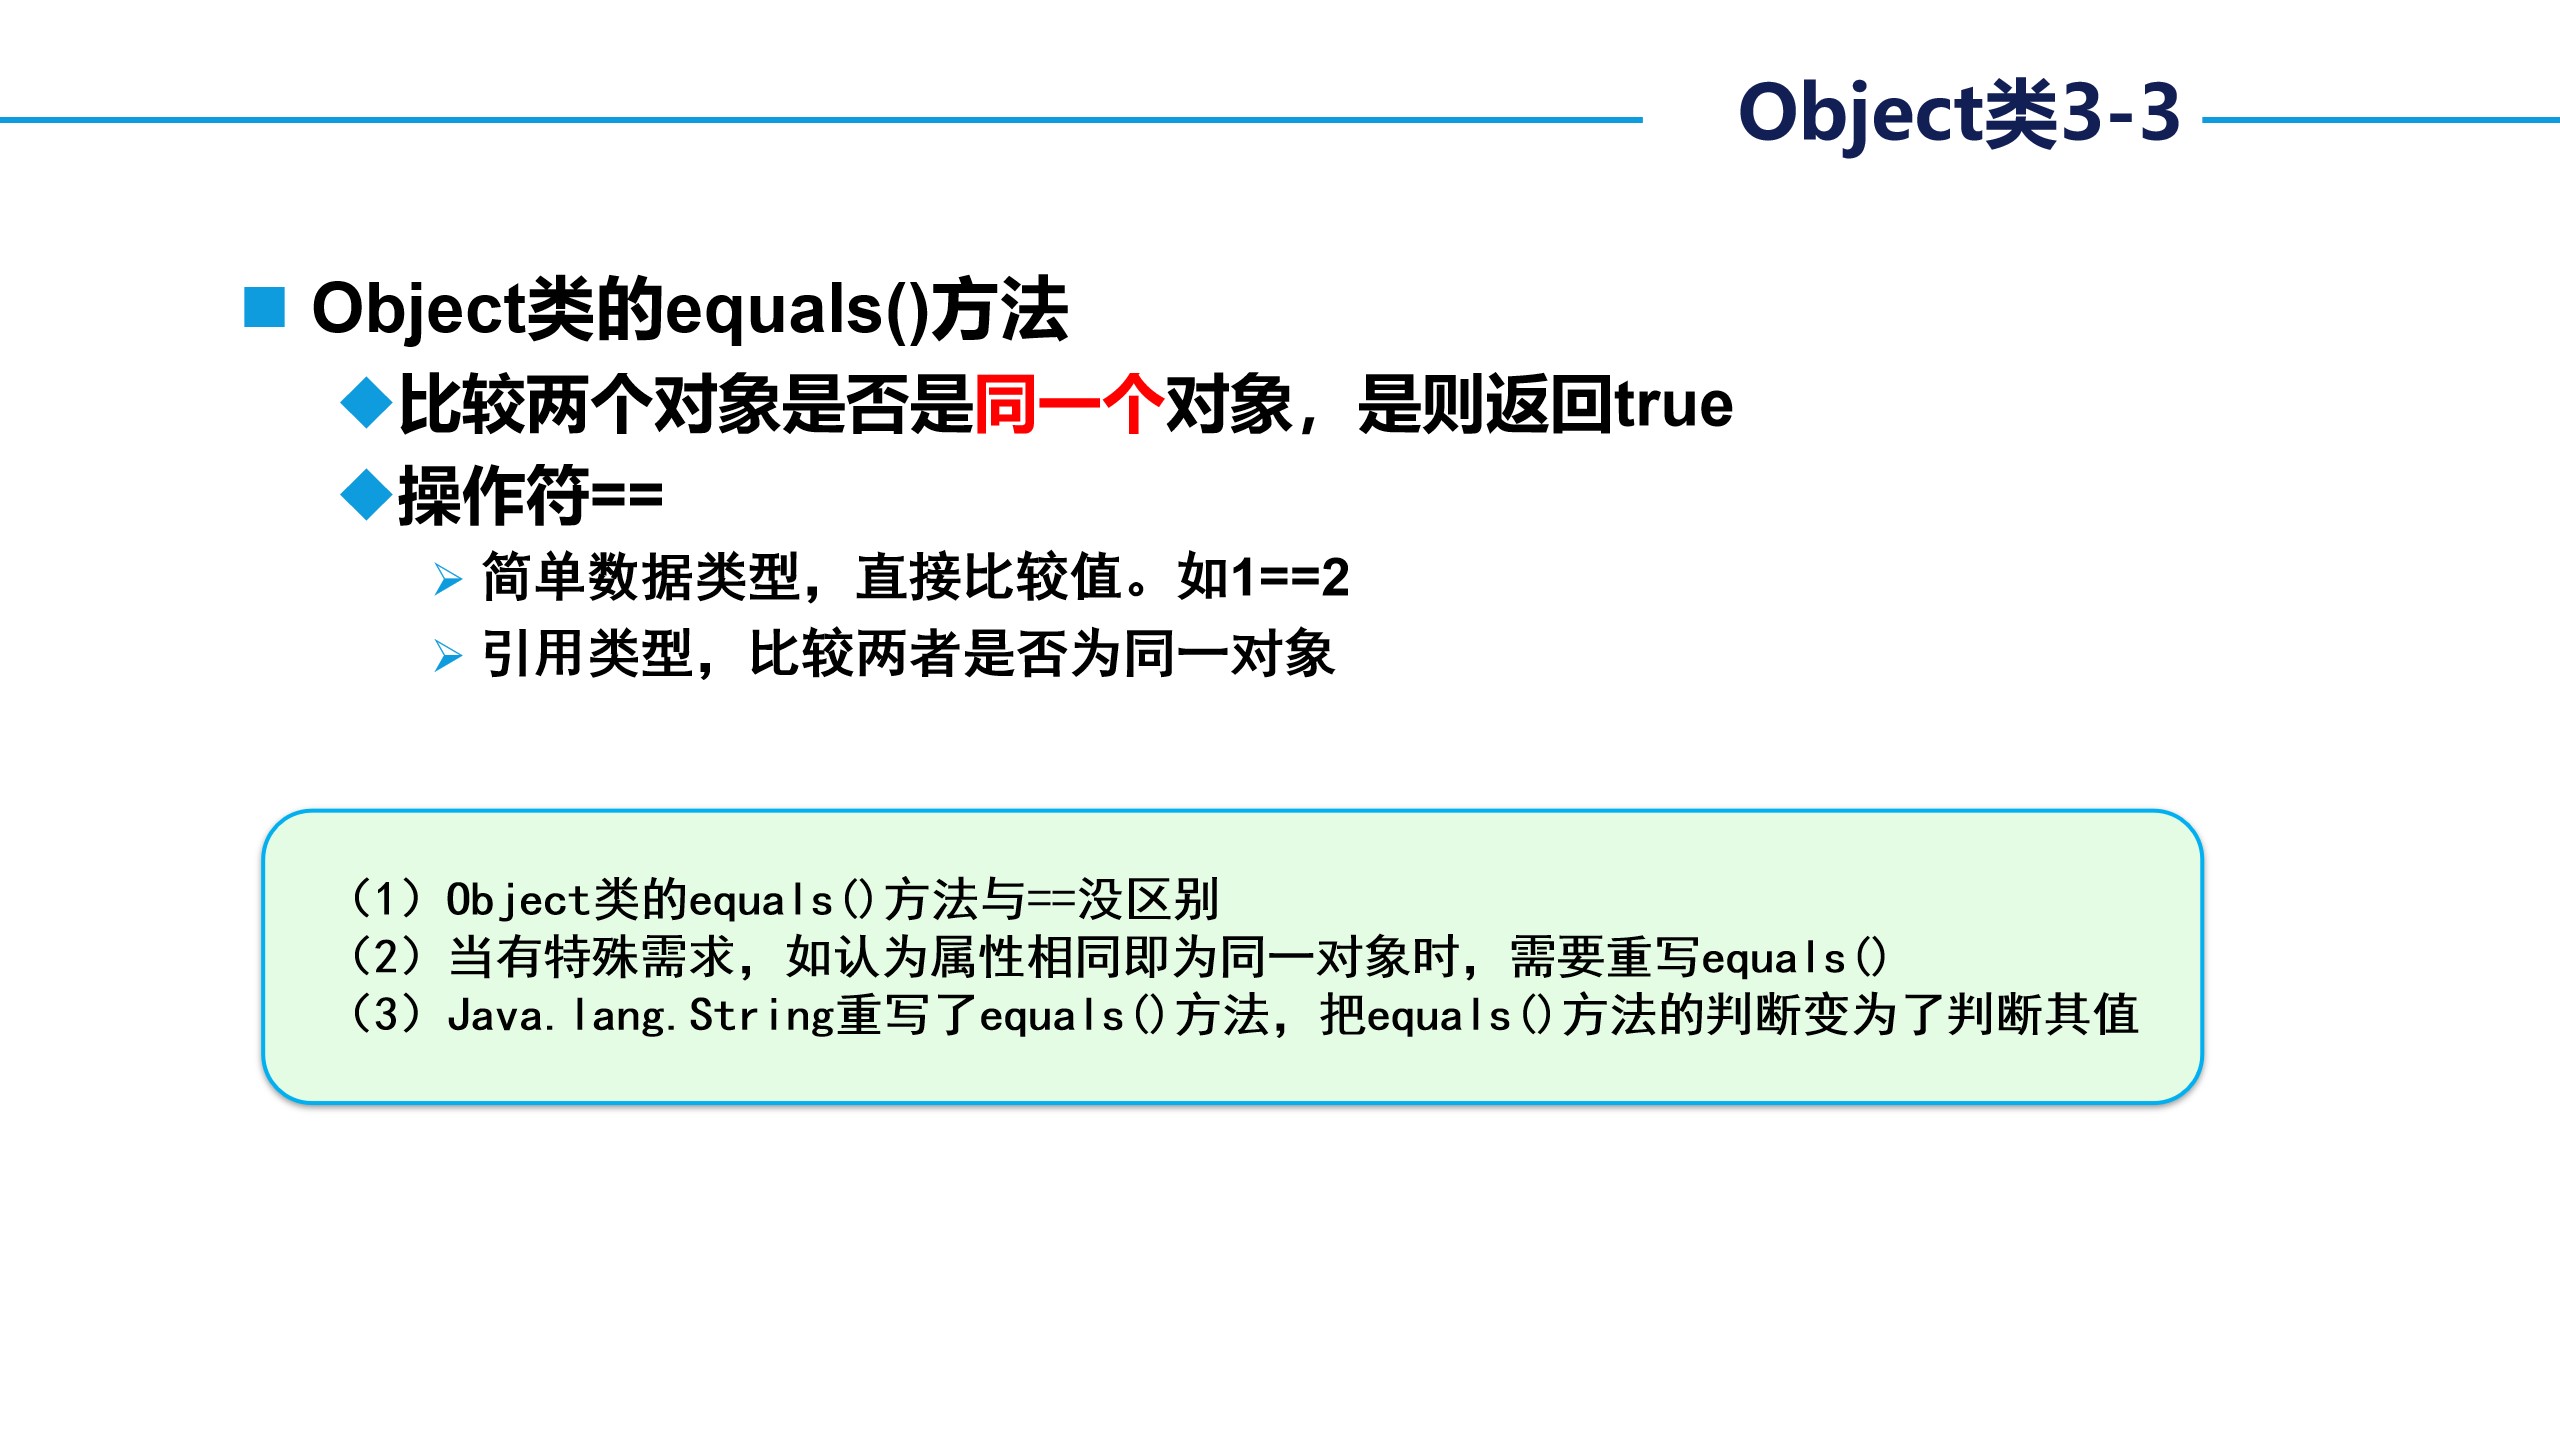 Object类3-3
Object类的equals()方法
比较两个对象是否是同一个对象，是则返回true
操作符==
简单数据类型，直接比较值。如1==2
引用类型，比较两者是否为同一对象
（1）Object类的equals()方法与==没区别
（2）当有特殊需求，如认为属性相同即为同一对象时，需要重写equals()
（3）Java.lang.String重写了equals()方法，把equals()方法的判断变为了判断其值